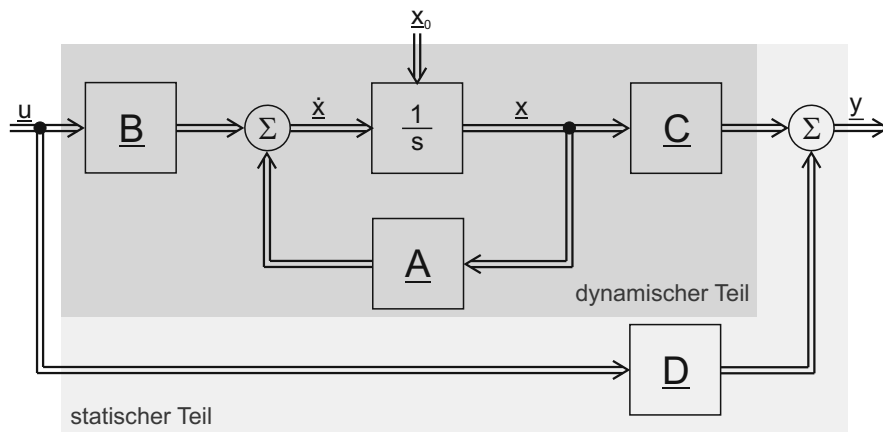 x₀
u
B
Σ
ẋ
1
s
x
C
Σ
y
A
dynamischer Teil
D
statischer Teil